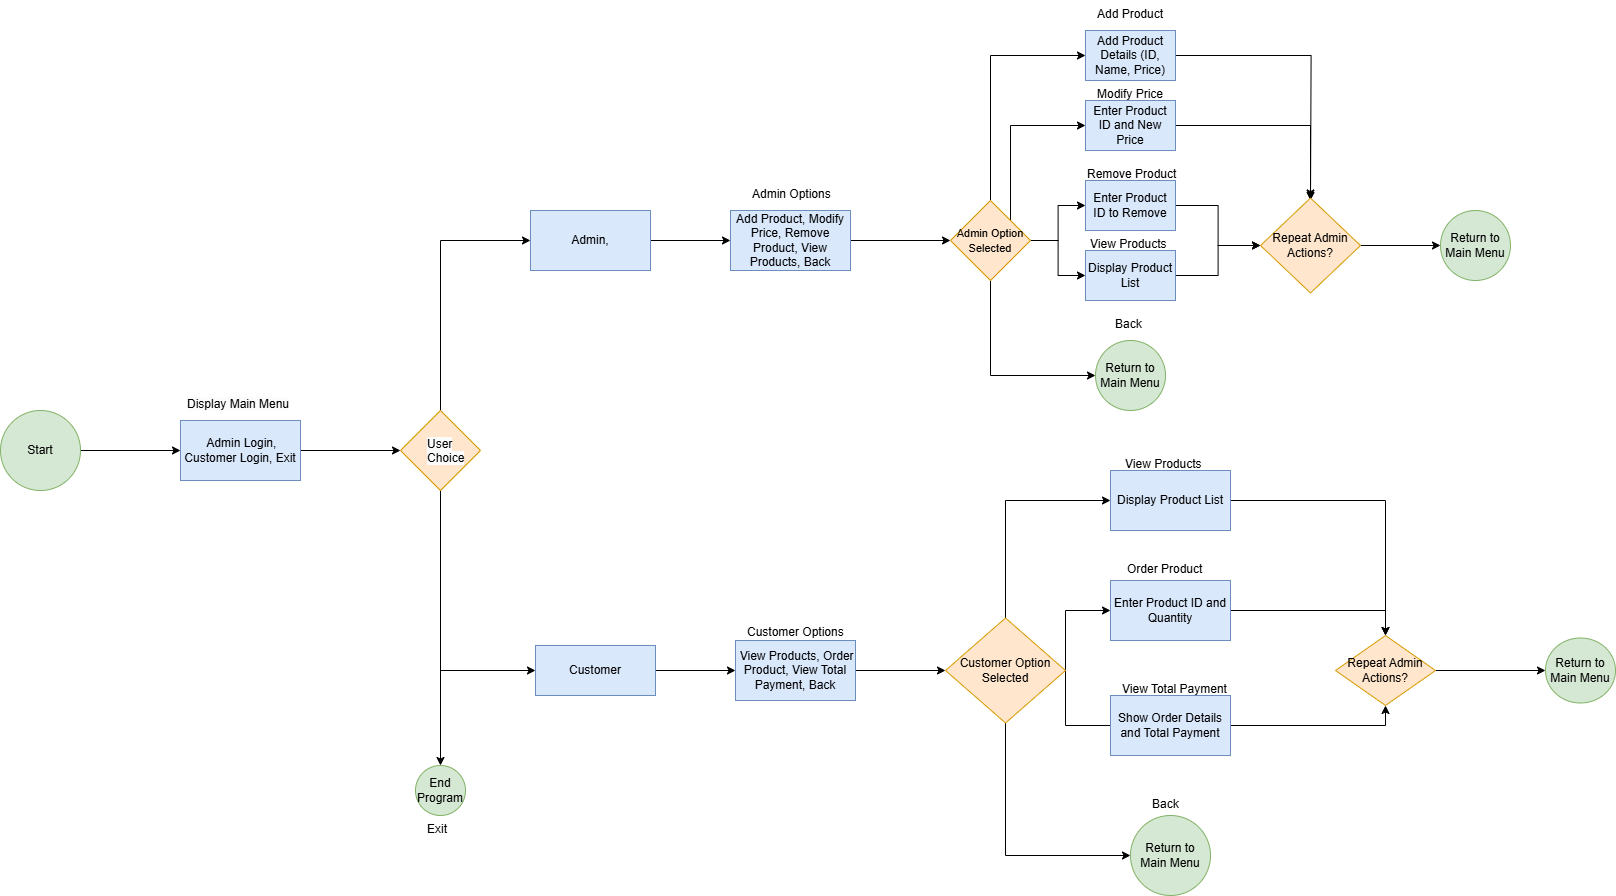 Add Product
Add Product
Details (ID,
Name, Price)
Modify Price
Enter Product
ID and New
Price
Remove Product
Enter Product
ID to Remove
Admin Options
Add Product, Modify
Price, Remove
Product, View
Products, Back
Admin,
Admin Option
Selected
View Products
Display Product
List
Repeat Admin
Actions?
Return to
Main Menu
Back
Return to
Main Menu
Display Main Menu
Start
Admin Login,
Customer Login, Exit
User
Choice
View Products
Display Product List
Order Product
Enter Product ID and
Quantity
Customer Options
View Products, Order
Product, View Total
Payment, Back
Customer
Customer Option
Selected
Repeat Admin
Actions?
Return to
Main Menu
View Total Payment
Show Order Details
and Total Payment
End
Program
Exit
Back
Return to
Main Menu